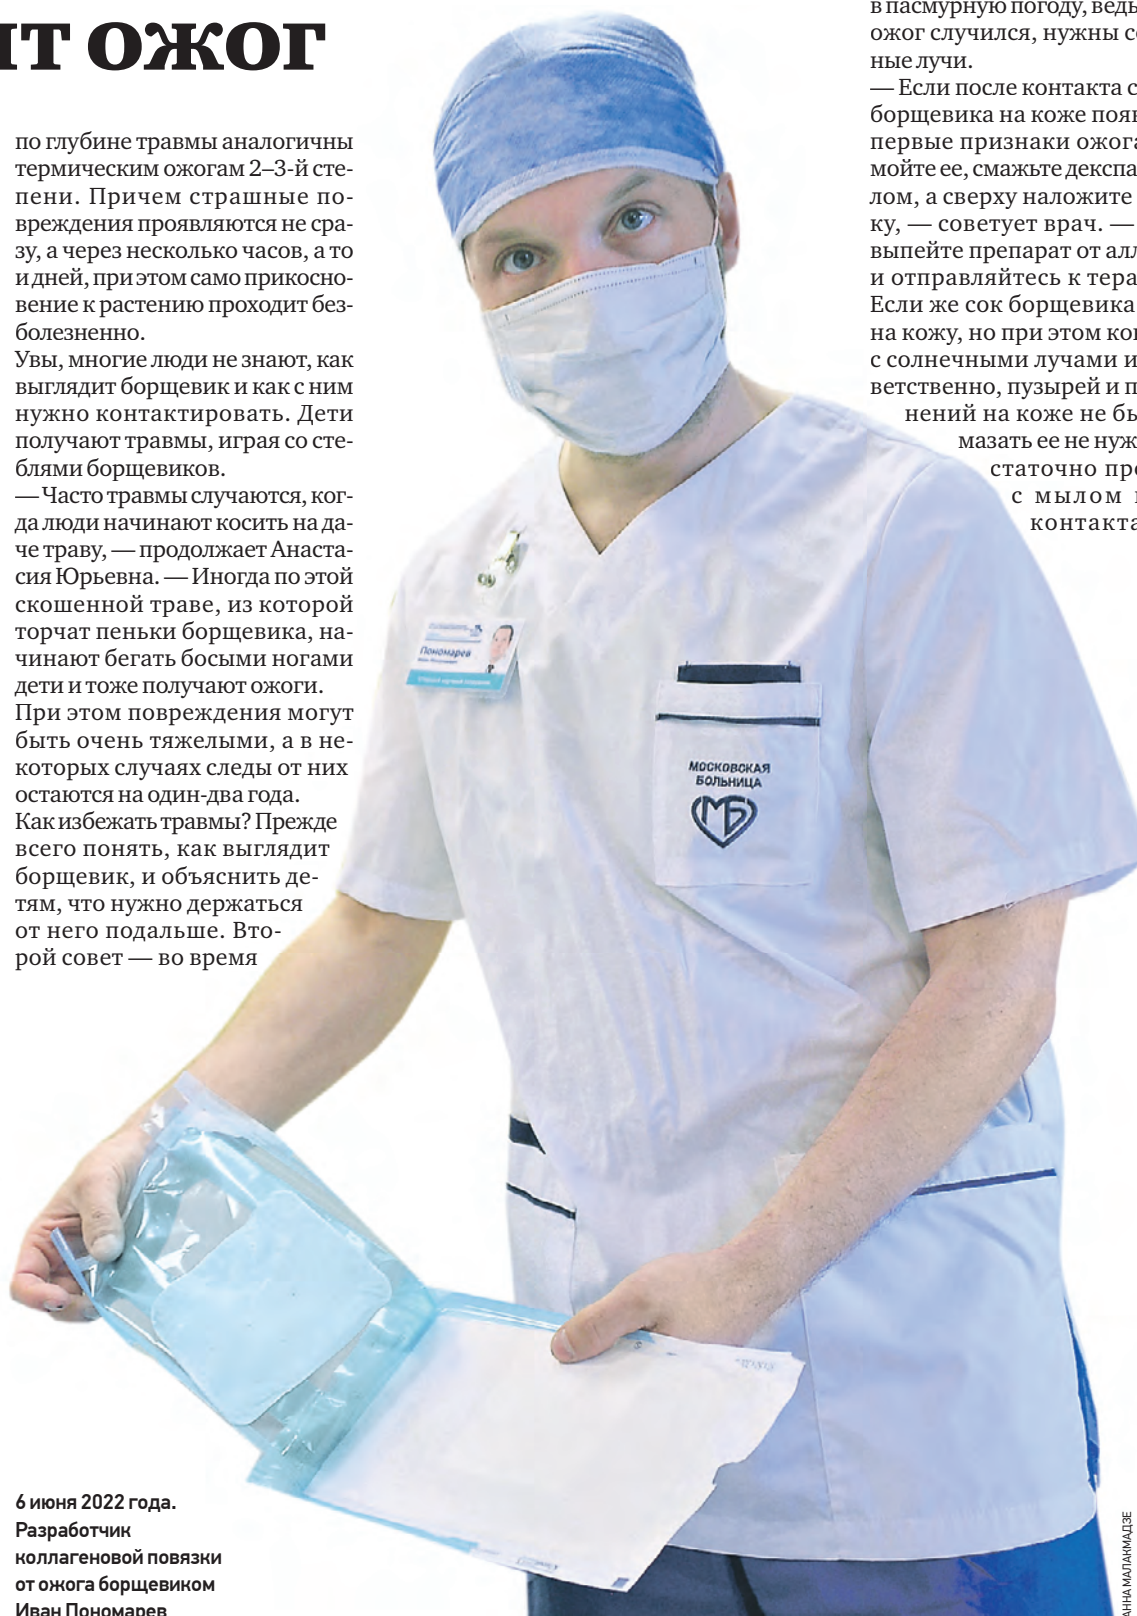 ит ожог
по глубине травмы аналогичны
термическим ожогам 2–3-й сте-
пени. Причем страшные по-
вреждения проявляются не сра-
зу, а через несколько часов, а то
и дней, при этом само прикосно-
вение к растению проходит без-
болезненно.
Увы, многие люди не знают, как
выглядит борщевик и как с ним
нужно контактировать. Дети
получают травмы, играя со сте-
блями борщевиков.
— Часто травмы случаются, ког-
да люди начинают косить на да-
че траву, — продолжает Анаста-
сия Юрьевна. — Иногда по этой
скошенной траве, из которой
торчат пеньки борщевика, на-
чинают бегать босыми ногами
дети и тоже получают ожоги.
При этом повреждения могут
быть очень тяжелыми, а в не-
которых случаях следы от них
остаются на один-два года.
Как избежать травмы? Прежде
всего понять, как выглядит
борщевик, и объяснить де-
тям, что нужно держаться
от него подальше. Вто-
рой совет — во время
в пасмурную погоду, ведь
ожог случился, нужны со
ные лучи.
— Если после контакта с
борщевика на коже появ
первые признаки ожога
мойте ее, смажьте декспа
лом, а сверху наложите
ку, — советует врач. —
выпейте препарат от алл
и отправляйтесь к тера
Если же сок борщевика
на кожу, но при этом кон
с солнечными лучами и
ветственно, пузырей и п
нений на коже не бы
мазать ее не нуж
статочно про
с мылом
контакта
Пономарев
МОСКОВСКАЯ
БОЛЬНИЦА
МБ
6 июня 2022 года.
Разработчик
коллагеновой повязки
от ожога борщевиком
Иван Пономарев
АННА МАЛАКМАДЗЕ